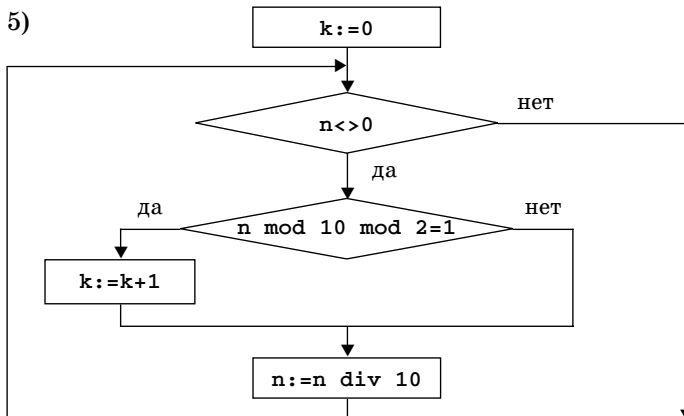 5)
k:=0
нет
n<>0
да
да
нет
n mod 10 mod 2=1
k:=k+1
n:=n div 10